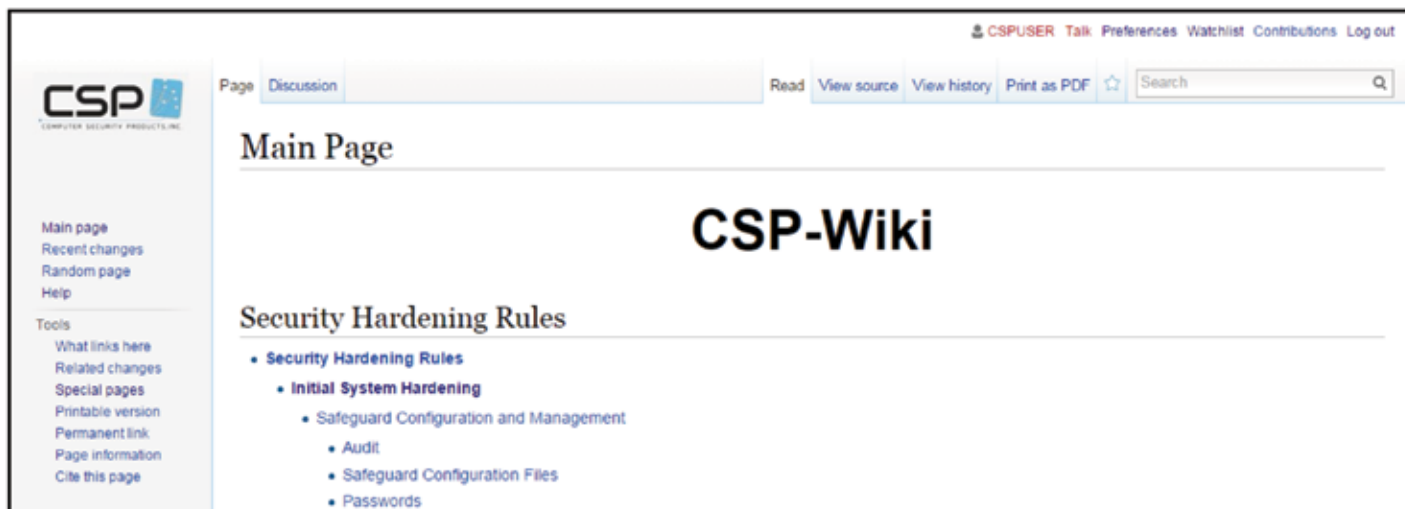 CSPUSER Talk Preferences Watchlist Contributions Log out
CSP
COMPUTER SECURITY PRODUCTS, INC.
Page Discussion Read View source View history Print as PDF Search
Main Page
CSP-Wiki
Main page
Recent changes
Random page
Help
Tools
What links here
Related changes
Special pages
Printable version
Permanent link
Page information
Cite this page
Security Hardening Rules
• Security Hardening Rules
• Initial System Hardening
• Safeguard Configuration and Management
• Audit
• Safeguard Configuration Files
• Passwords